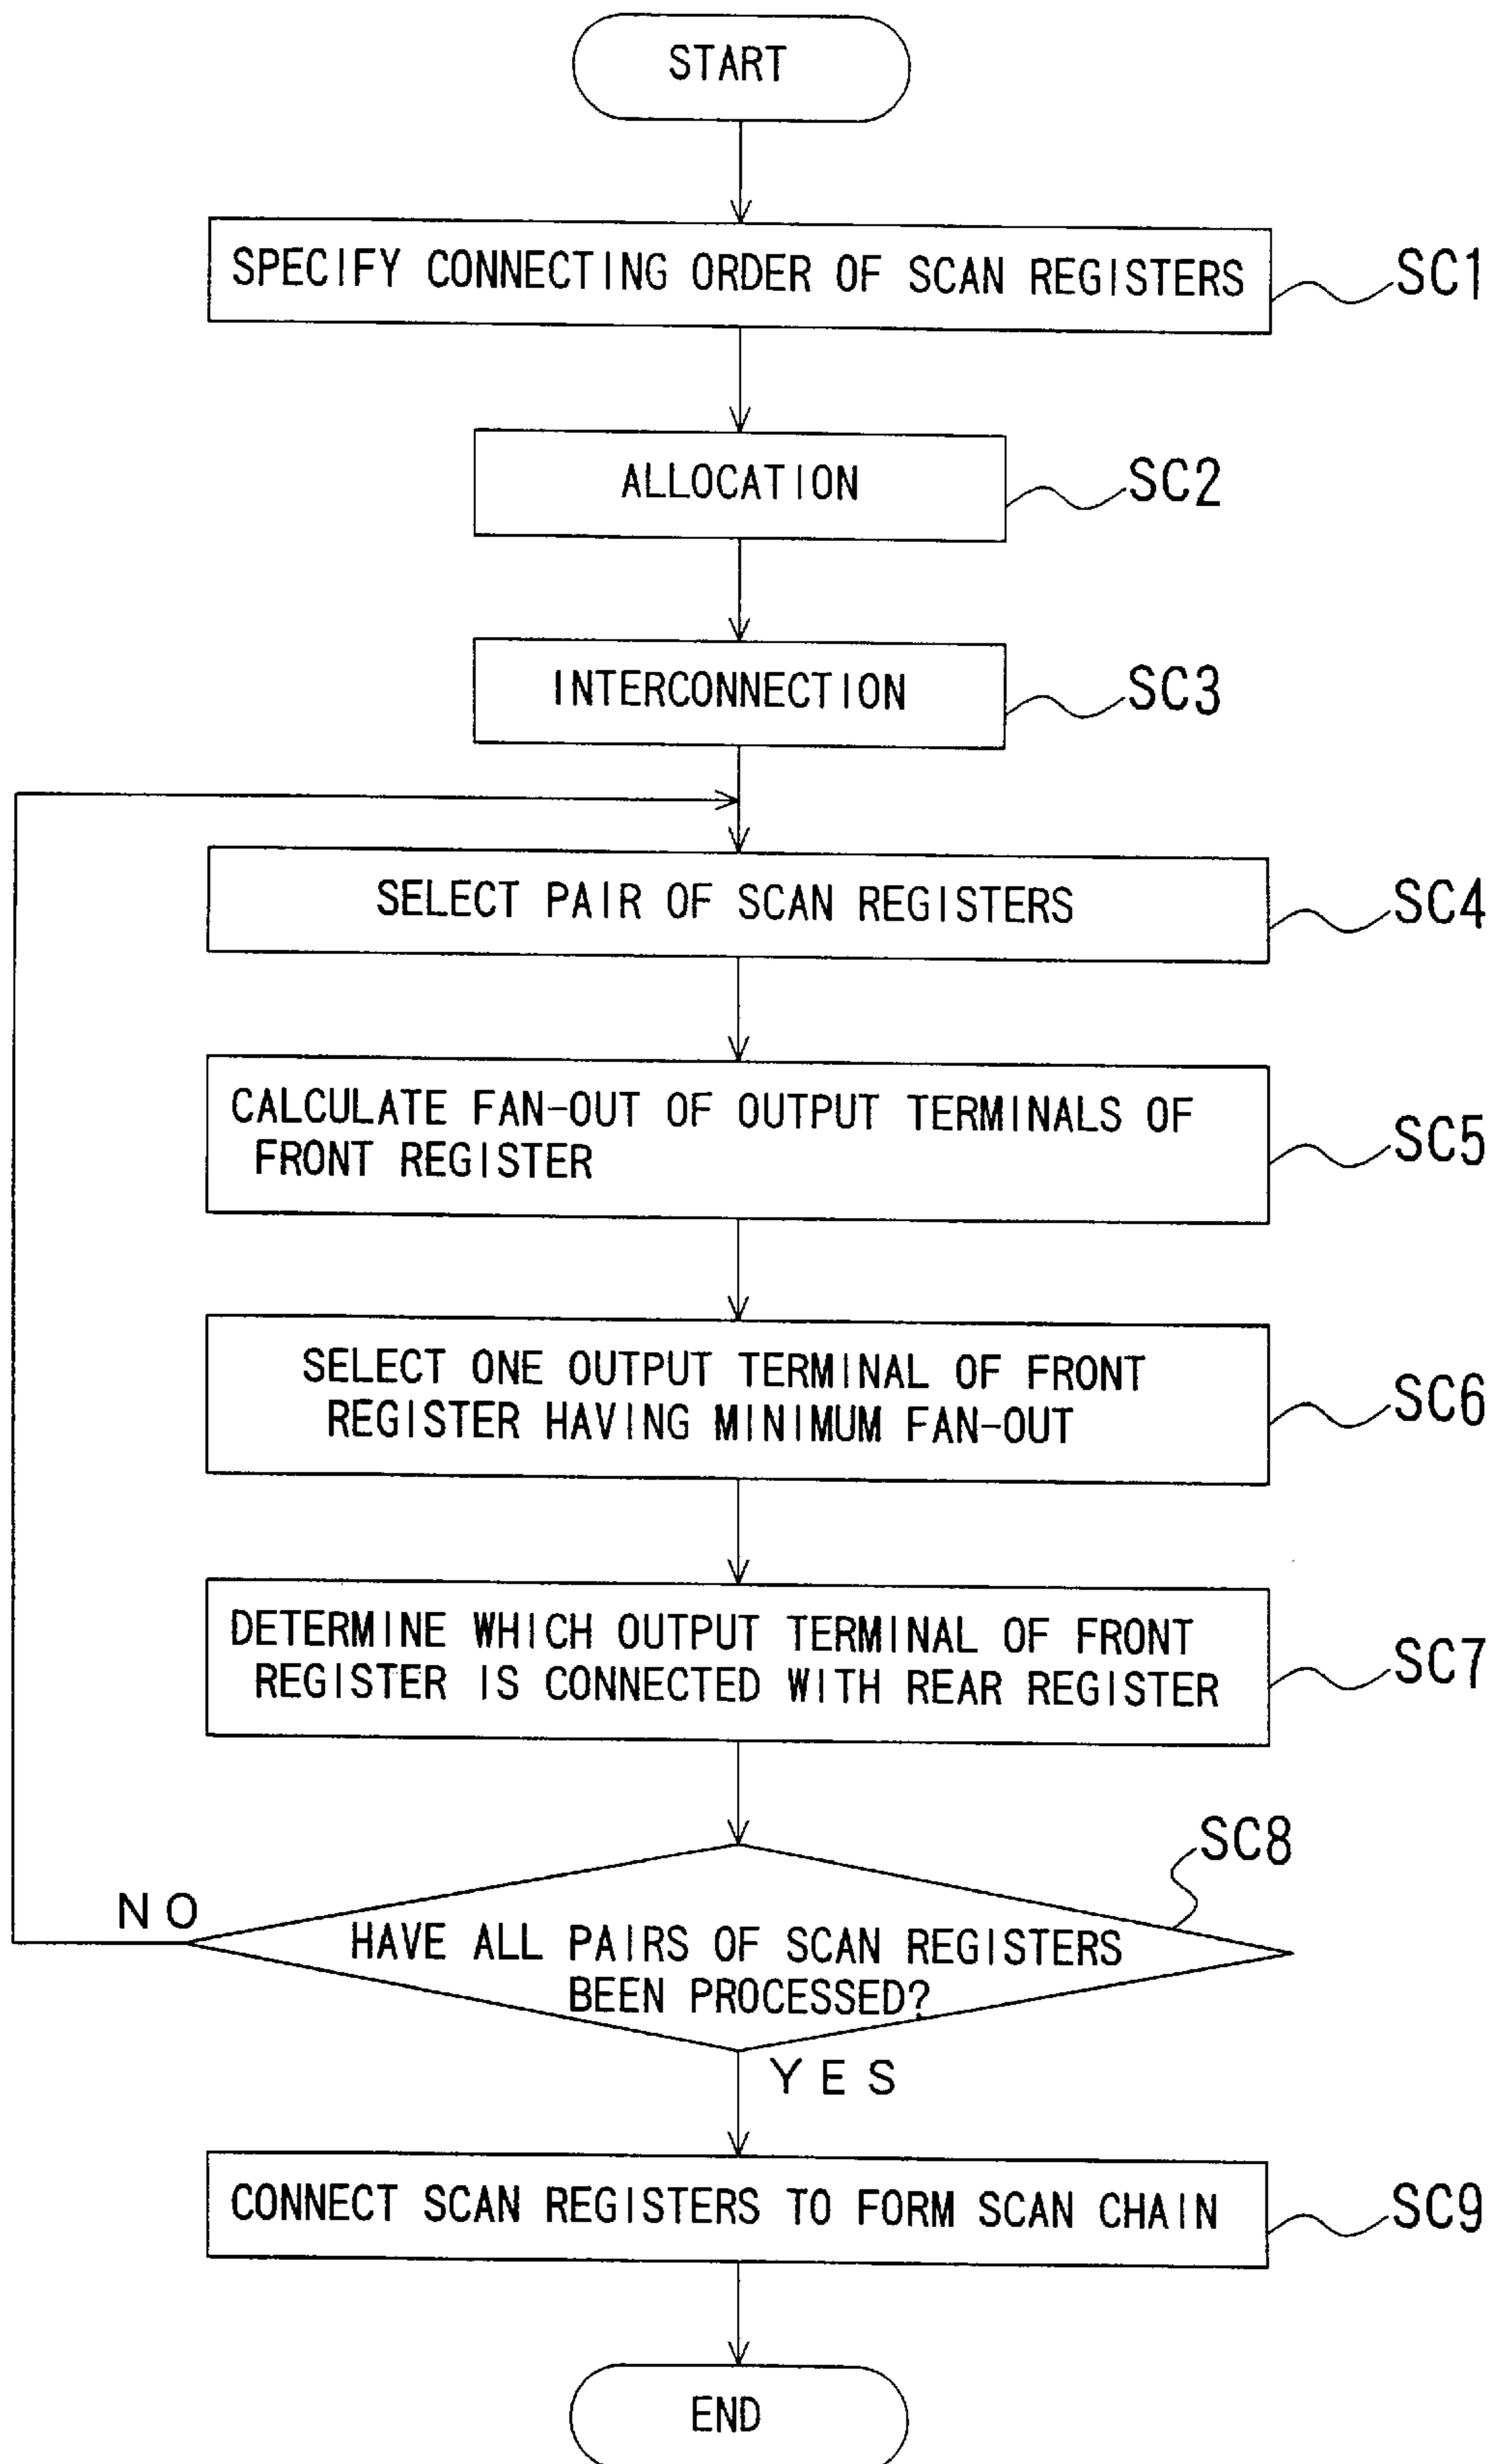 START
SPECIFY CONNECTING ORDER OF SCAN REGISTERS
SC1
ALLOCATION
SC2
INTERCONNECTION
SC3
SELECT PAIR OF SCAN REGISTERS
SC4
CALCULATE FAN-OUT OF OUTPUT TERMINALS OF
FRONT REGISTER
SC5
SELECT ONE OUTPUT TERMINAL OF FRONT
REGISTER HAVING MINIMUM FAN-OUT
SC6
DETERMINE WHICH OUTPUT TERMINAL OF FRONT
REGISTER IS CONNECTED WITH REAR REGISTER
SC7
SC8
NO
HAVE ALL PAIRS OF SCAN REGISTERS
BEEN PROCESSED?
YES
CONNECT SCAN REGISTERS TO FORM SCAN CHAIN
SC9
END